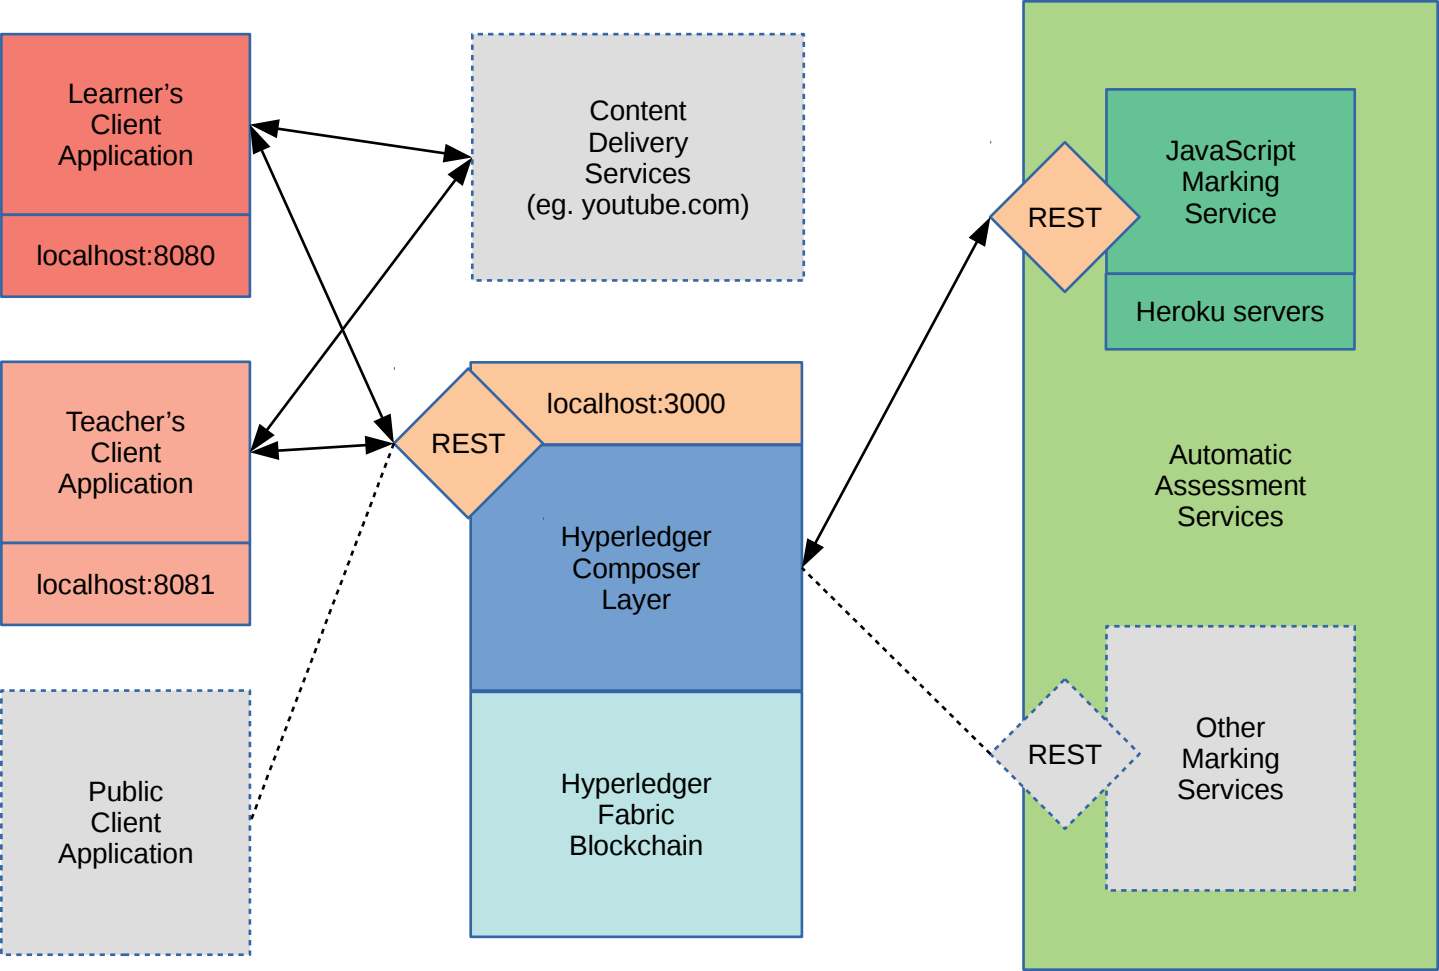 Learner’s
Client
Application
localhost:8080
Content
Delivery
Services
(eg. youtube.com)
REST
JavaScript
Marking
Service
Heroku servers
Teacher’s
Client
Application
localhost:8081
REST
localhost:3000
Hyperledger
Composer
Layer
Automatic
Assessment
Services
Public
Client
Application
Hyperledger
Fabric
Blockchain
REST
Other
Marking
Services